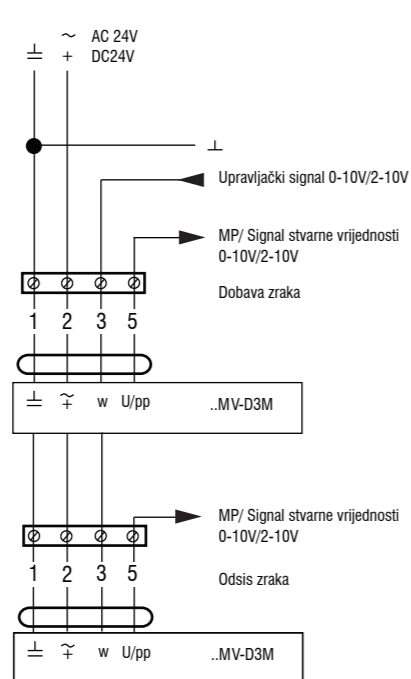 ~ AC 24V
+ DC24V
⊥
Upravljački signal 0-10V/2-10V
MP/ Signal stvarne vrijednosti
0-10V/2-10V
Dobava zraka
1 2 3 5
w U/pp ..MV-D3M
MP/ Signal stvarne vrijednosti
0-10V/2-10V
1 2 3 5
Odsis zraka
w U/pp ..MV-D3M